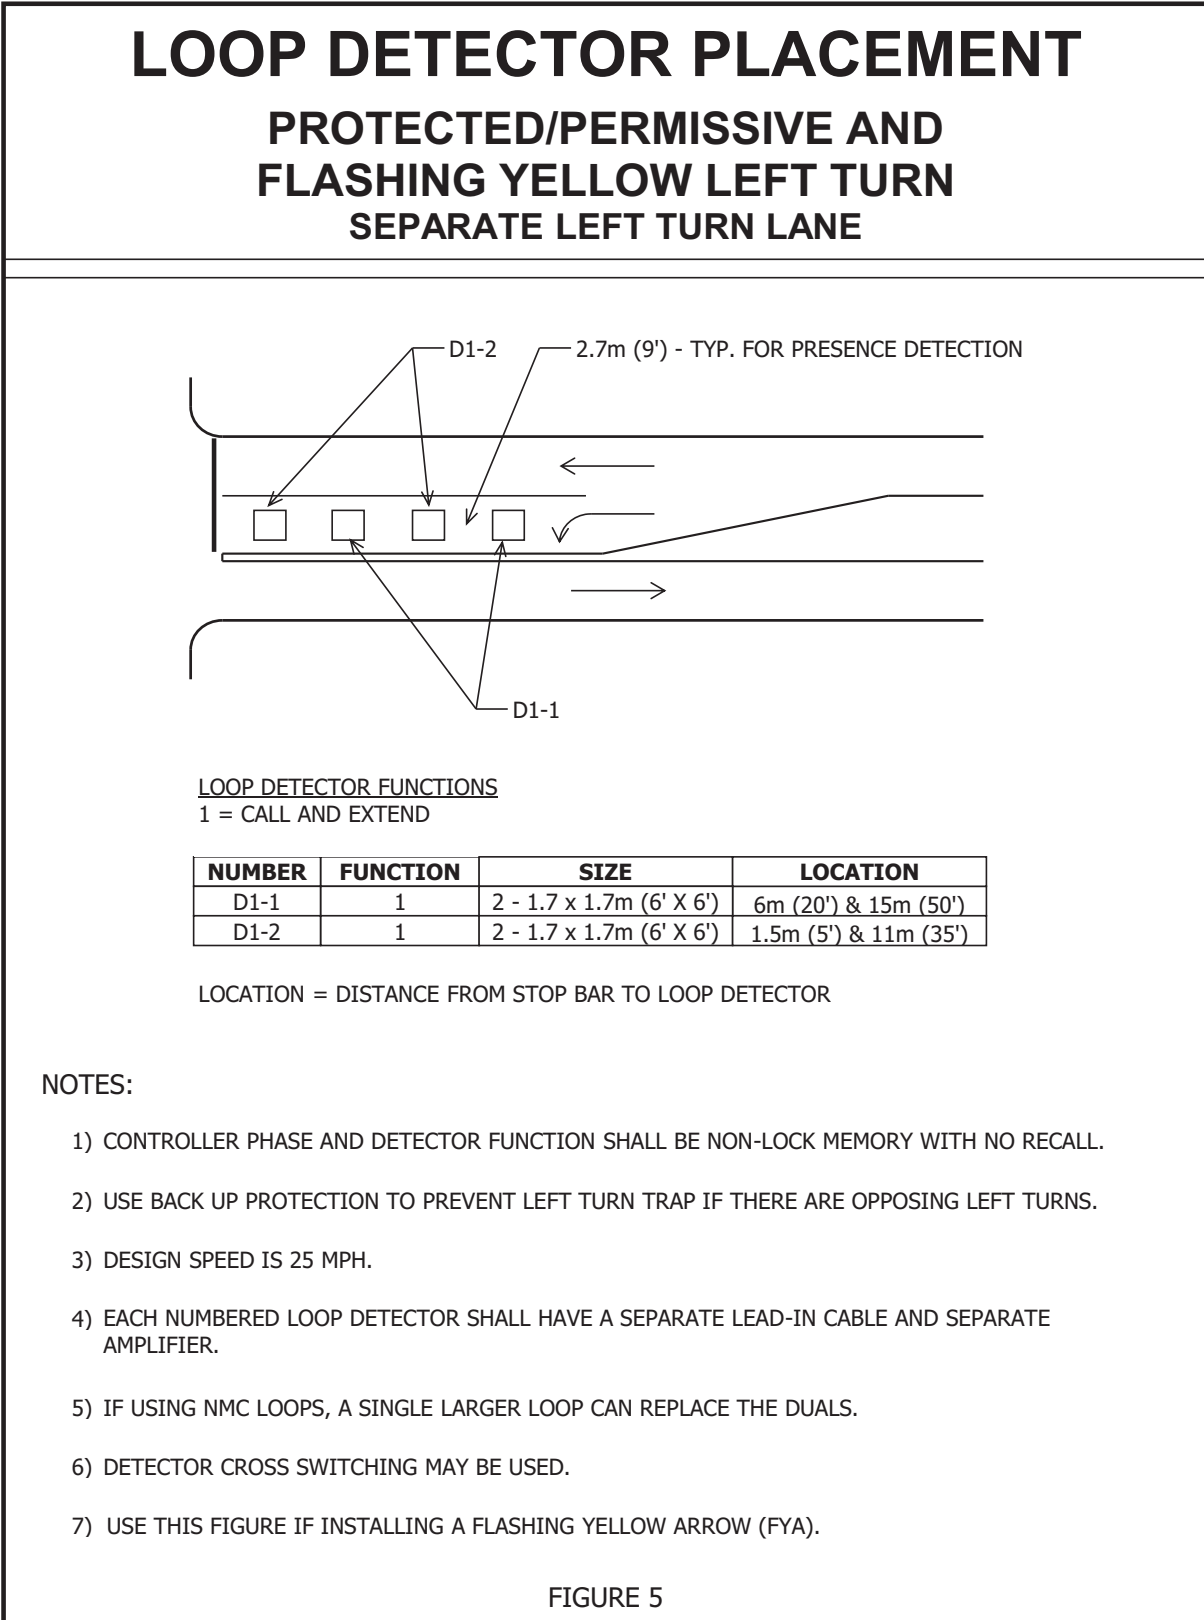 LOOP DETECTOR PLACEMENT
PROTECTED/PERMISSIVE AND
FLASHING YELLOW LEFT TURN
SEPARATE LEFT TURN LANE
D1-2
2.7m (9') - TYP. FOR PRESENCE DETECTION
D1-1
LOOP DETECTOR FUNCTIONS
1 = CALL AND EXTEND
NUMBER FUNCTION SIZE LOCATION
D1-1 1 2 - 1.7 x 1.7m (6' X 6') 6m (20') & 15m (50')
D1-2 1 2 - 1.7 x 1.7m (6' X 6') 1.5m (5') & 11m (35')
LOCATION = DISTANCE FROM STOP BAR TO LOOP DETECTOR
NOTES:
1) CONTROLLER PHASE AND DETECTOR FUNCTION SHALL BE NON-LOCK MEMORY WITH NO RECALL.
2) USE BACK UP PROTECTION TO PREVENT LEFT TURN TRAP IF THERE ARE OPPOSING LEFT TURNS.
3) DESIGN SPEED IS 25 MPH.
4) EACH NUMBERED LOOP DETECTOR SHALL HAVE A SEPARATE LEAD-IN CABLE AND SEPARATE
AMPLIFIER.
5) IF USING NMC LOOPS, A SINGLE LARGER LOOP CAN REPLACE THE DUALS.
6) DETECTOR CROSS SWITCHING MAY BE USED.
7) USE THIS FIGURE IF INSTALLING A FLASHING YELLOW ARROW (FYA).
FIGURE 5